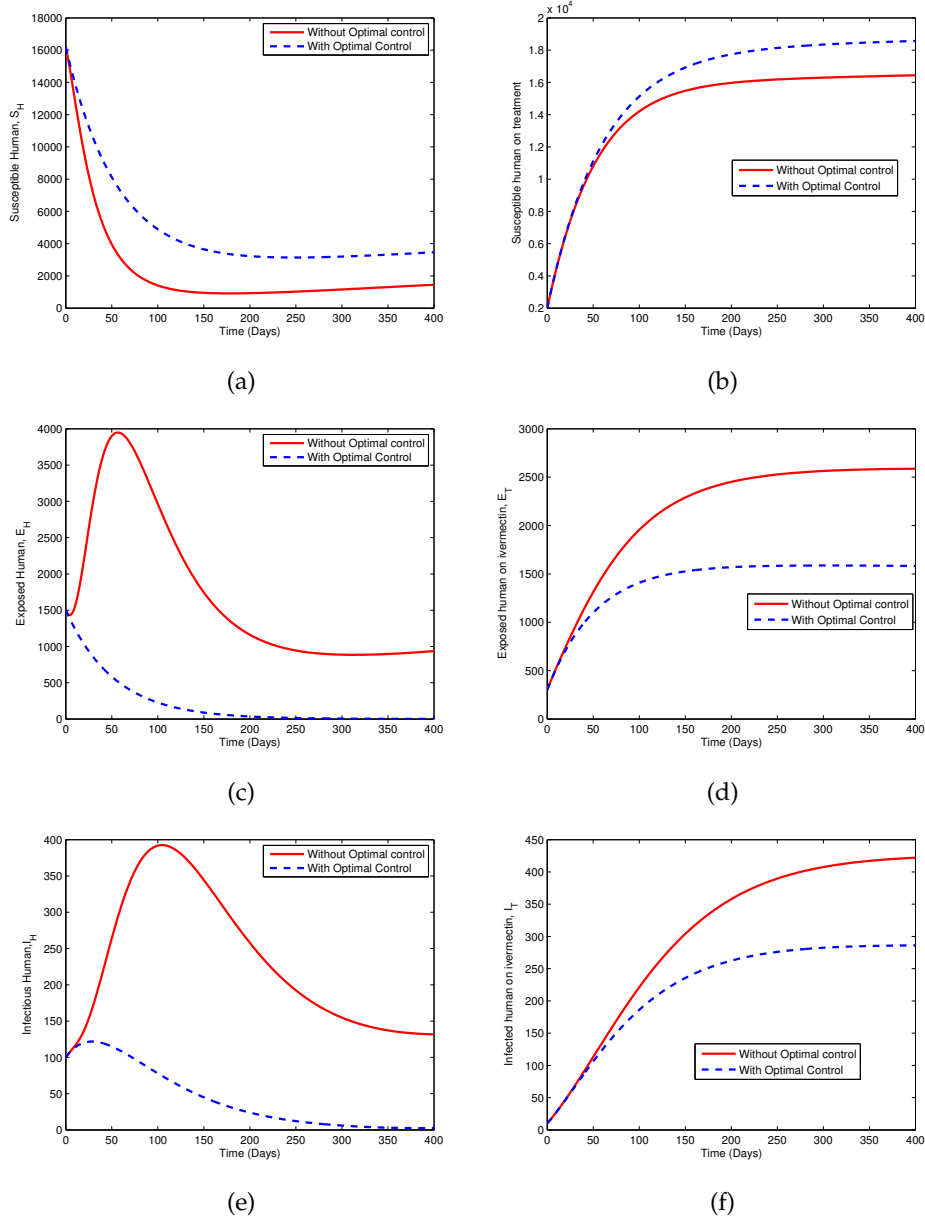 Susceptible Human, S_H
18000
16000
14000
12000
10000
8000
6000
4000
2000
0
0 50 100 150 200 250 300 350 400
Time (Days)
Without Optimal control
With Optimal Control
(a)
x 10^4
Susceptible human on treatment
2
1.8
1.6
1.4
1.2
1
0.8
0.6
0.4
0.2
0 50 100 150 200 250 300 350 400
Time (Days)
Without Optimal control
With Optimal Control
(b)
Exposed Human, E_H
4000
3500
3000
2500
2000
1500
1000
500
0
0 50 100 150 200 250 300 350 400
Time (Days)
Without Optimal control
With Optimal Control
(c)
Exposed human on ivermectin, E_T
3000
2500
2000
1500
1000
500
0
0 50 100 150 200 250 300 350 400
Time (Days)
Without Optimal control
With Optimal Control
(d)
Infectious Human,I_H
400
350
300
250
200
150
100
50
0
0 50 100 150 200 250 300 350 400
Time (Days)
Without Optimal control
With Optimal Control
(e)
Infected human on ivermectin, I_T
450
400
350
300
250
200
150
100
50
0
0 50 100 150 200 250 300 350 400
Time (Days)
Without Optimal control
With Optimal Control
(f)